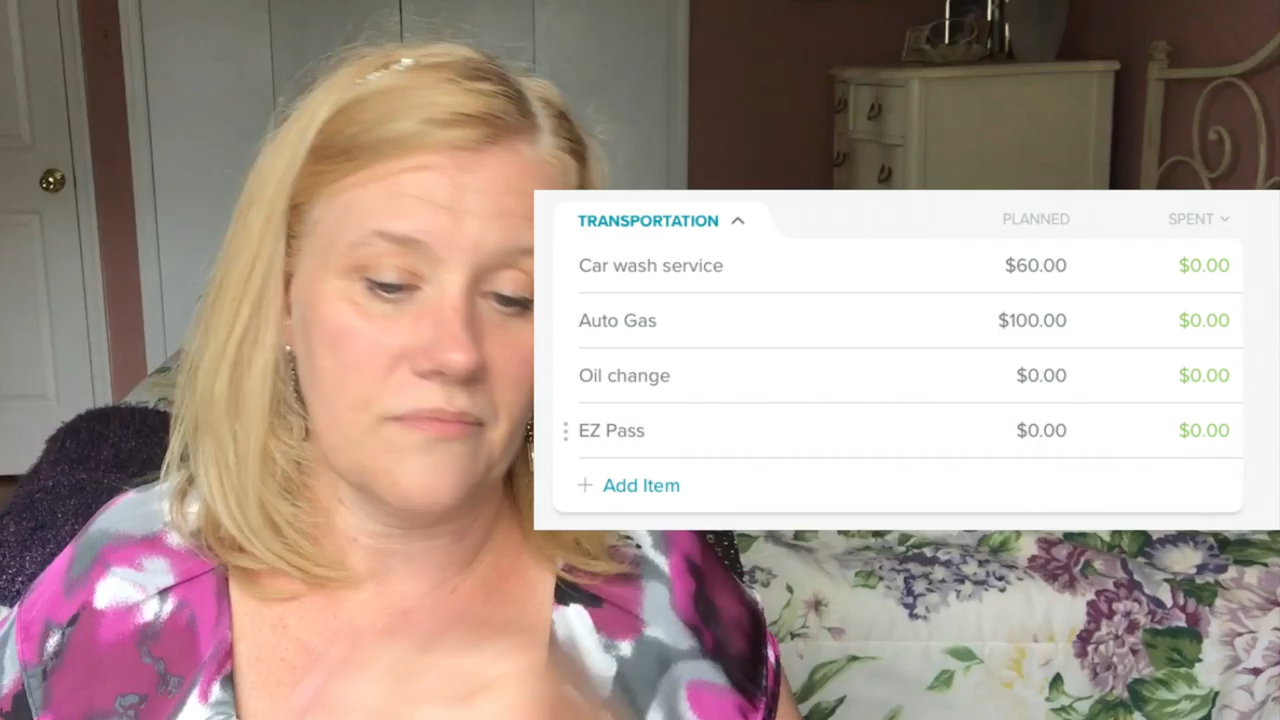 TRANSPORTATION PLANNED SPENT
Car wash service $60.00 $0.00
Auto Gas $100.00 $0.00
Oil change $0.00 $0.00
EZ Pass $0.00 $0.00
+ Add Item